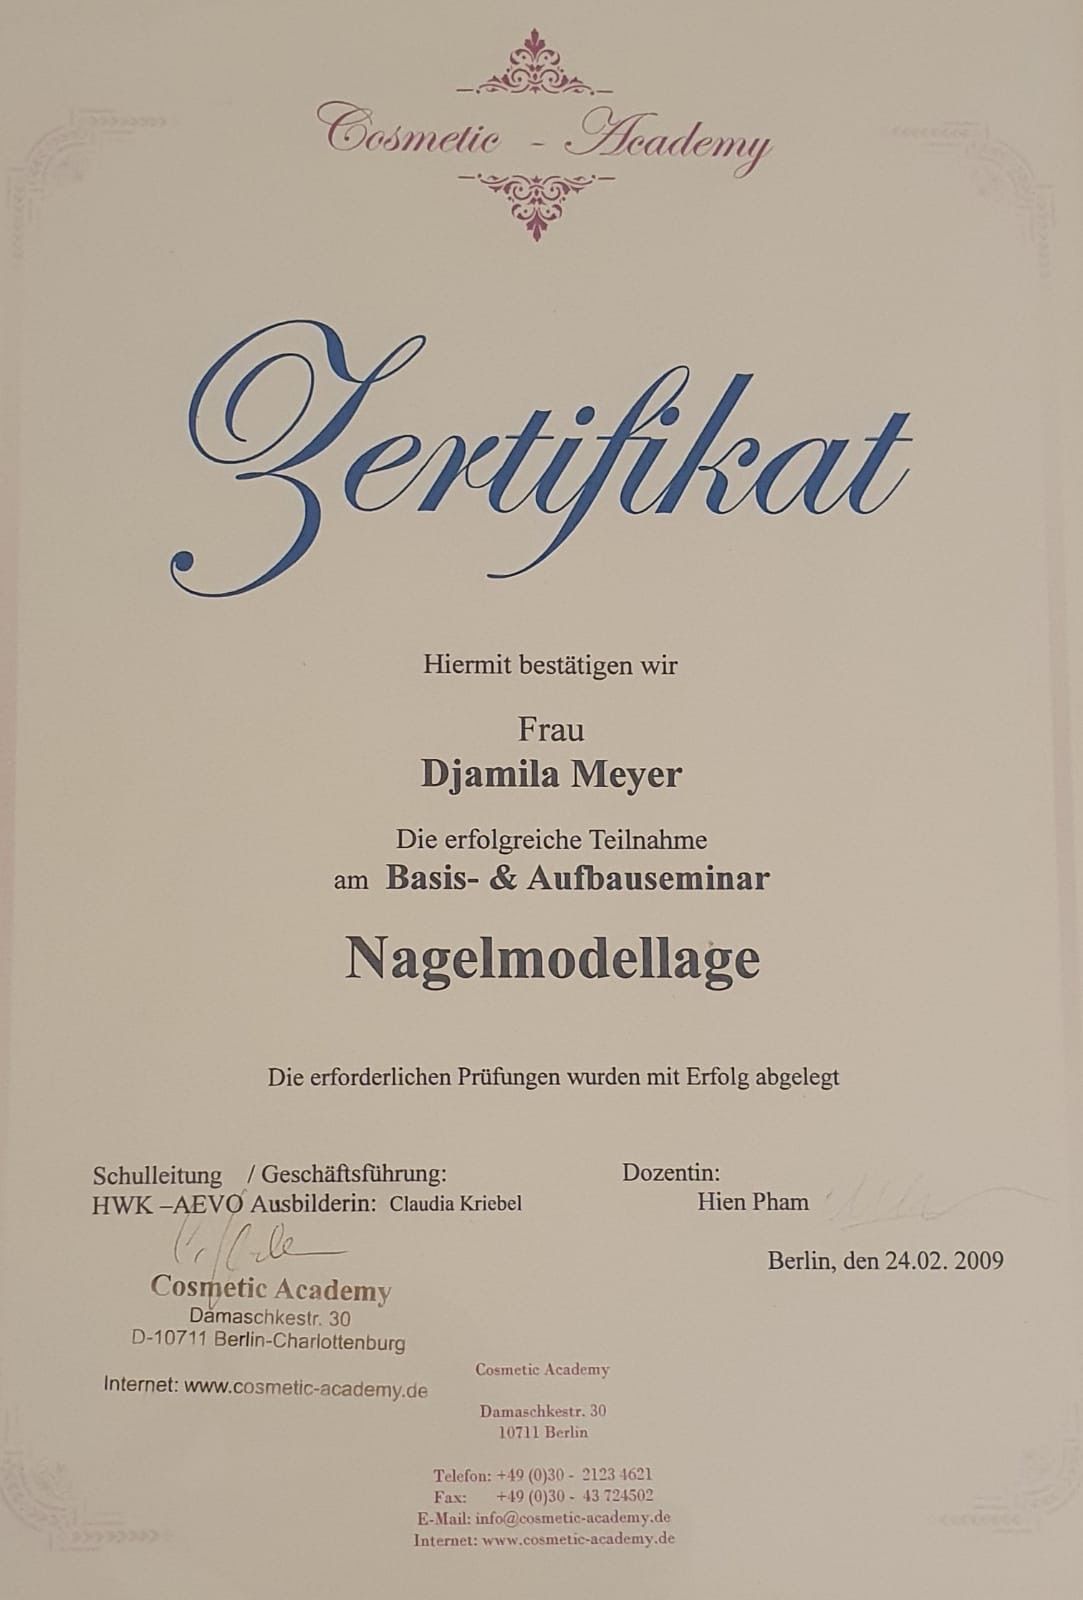 Cosmetic - Academy
Zertifikat
Hiermit bestätigen wir
Frau
Djamila Meyer
Die erfolgreiche Teilnahme
am Basis- & Aufbauseminar
Nagelmodellage
Die erforderlichen Prüfungen wurden mit Erfolg abgelegt
Schulleitung / Geschäftsführung:
HWK –AEVO Ausbilderin: Claudia Kriebel
Dozentin:
Hien Pham
Berlin, den 24.02. 2009
Cosmetic Academy
Damaschkestr. 30
D-10711 Berlin-Charlottenburg
Internet: www.cosmetic-academy.de
Cosmetic Academy
Damaschkestr. 30
10711 Berlin
Telefon: +49 (0)30 - 2123 4621
Fax: +49 (0)30 - 43 724502
E-Mail: info@cosmetic-academy.de
Internet: www.cosmetic-academy.de